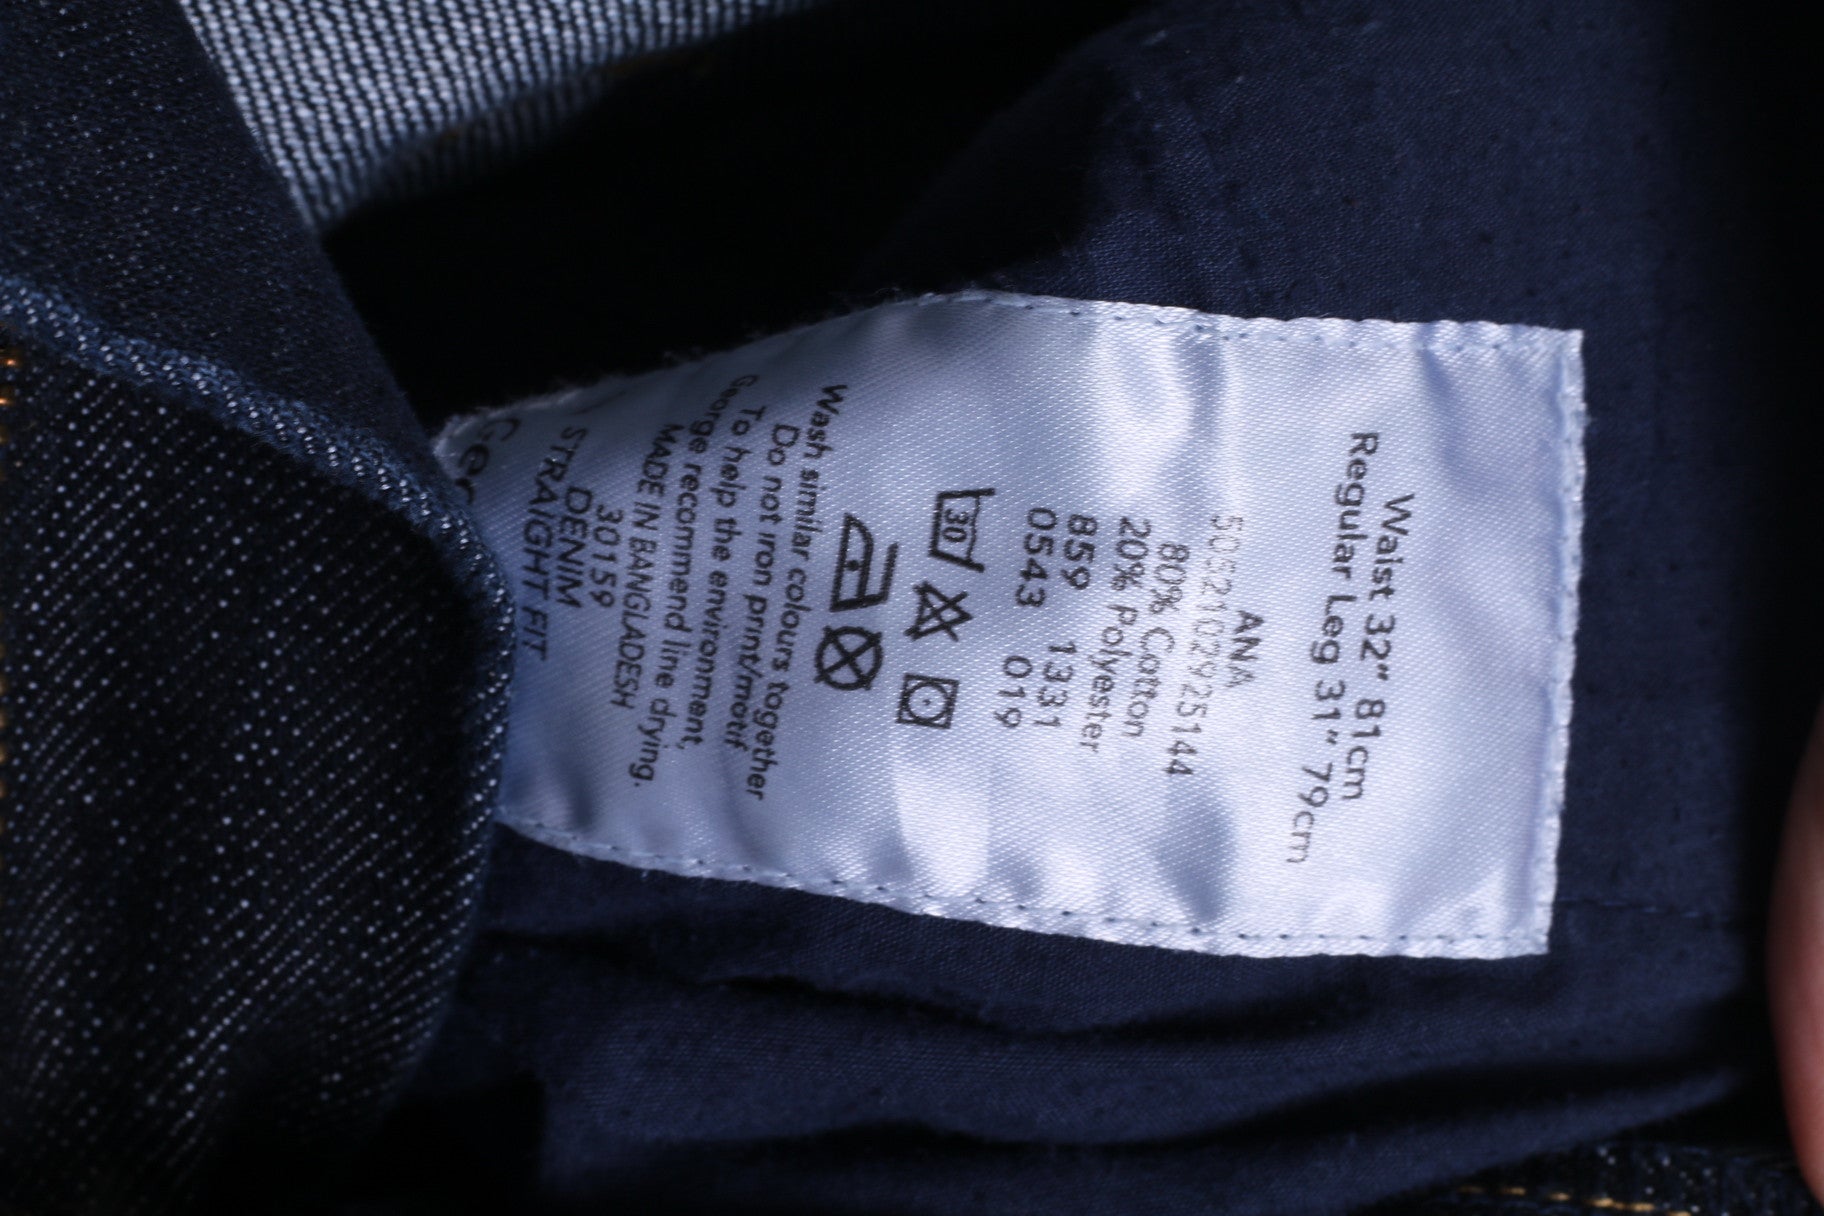 Waist 32" 81cm
Regular Leg 31" 79cm
ANA
5052102925144
80% Cotton
20% Polyester
859 1331
0543 019
30
Wash similar colours together
Do not iron print/motif
To help the environment,
George recommend line drying.
MADE IN BANGLADESH
30159
DENIM
STRAIGHT FIT